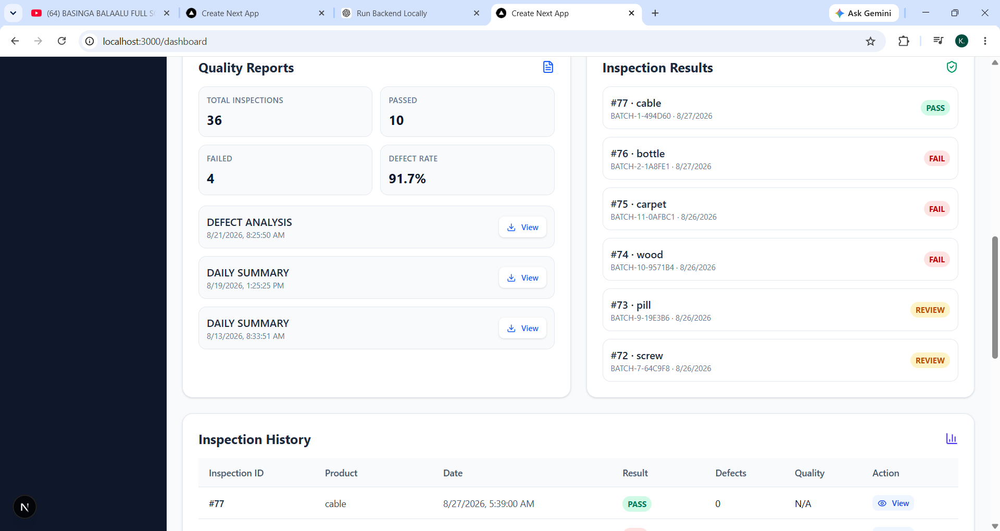 (64) BASINGA BALAALU FULL S
Create Next App
Run Backend Locally
Create Next App
Ask Gemini
localhost:3000/dashboard
K.
Quality Reports
TOTAL INSPECTIONS
36
PASSED
10
FAILED
4
DEFECT RATE
91.7%
DEFECT ANALYSIS
8/21/2026, 8:25:50 AM
View
DAILY SUMMARY
8/19/2026, 1:25:25 PM
View
DAILY SUMMARY
8/13/2026, 8:33:51 AM
View
Inspection Results
#77 · cable
BATCH-1-494D60 · 8/27/2026
PASS
#76 · bottle
BATCH-2-1A8FE1 · 8/27/2026
FAIL
#75 · carpet
BATCH-11-0AFBC1 · 8/26/2026
FAIL
#74 · wood
BATCH-10-9571B4 · 8/26/2026
FAIL
#73 · pill
BATCH-9-19E3B6 · 8/26/2026
REVIEW
#72 · screw
BATCH-7-64C9F8 · 8/26/2026
REVIEW
Inspection History
Inspection ID Product Date Result Defects Quality Action
#77 cable 8/27/2026, 5:39:00 AM PASS 0 N/A View
N